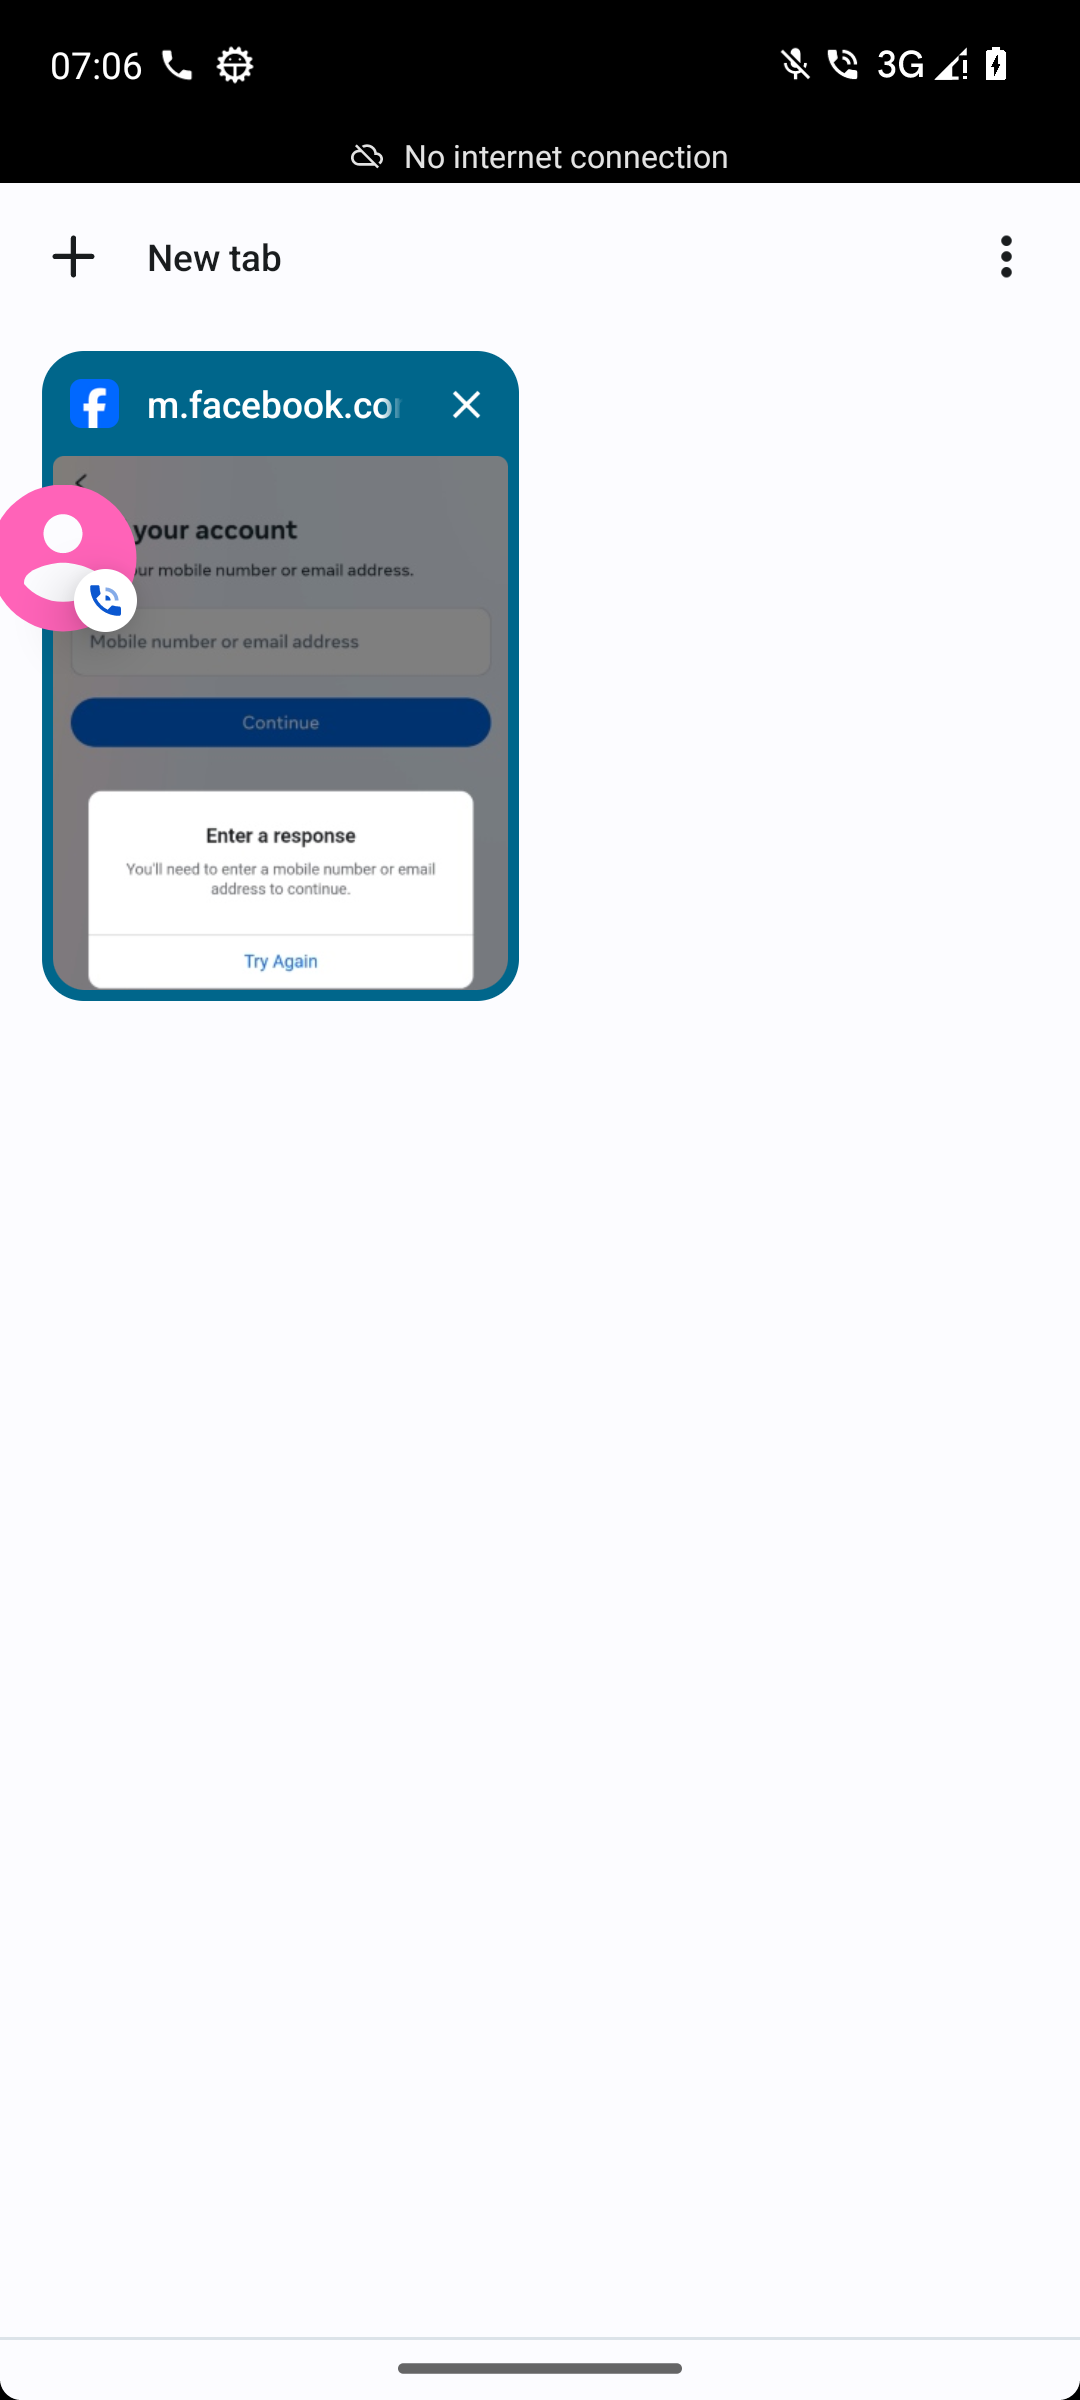 07:06
3G
No internet connection
New tab
m.facebook.co
your account
ur mobile number or email address.
Mobile number or email address
Continue
Enter a response
You'll need to enter a mobile number or email
address to continue.
Try Again